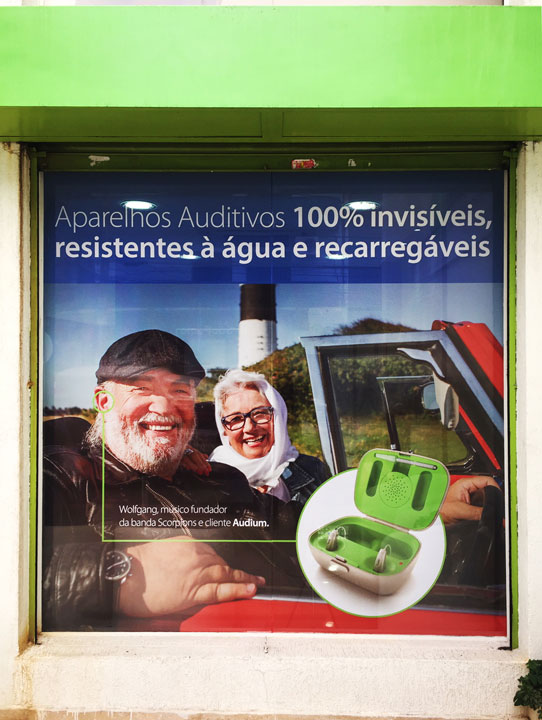 Aparelhos Auditivos 100% invisíveis,
resistentes à água e recarregáveis
Wolfgang, músico fundador
da banda Scorpions e cliente Audium.